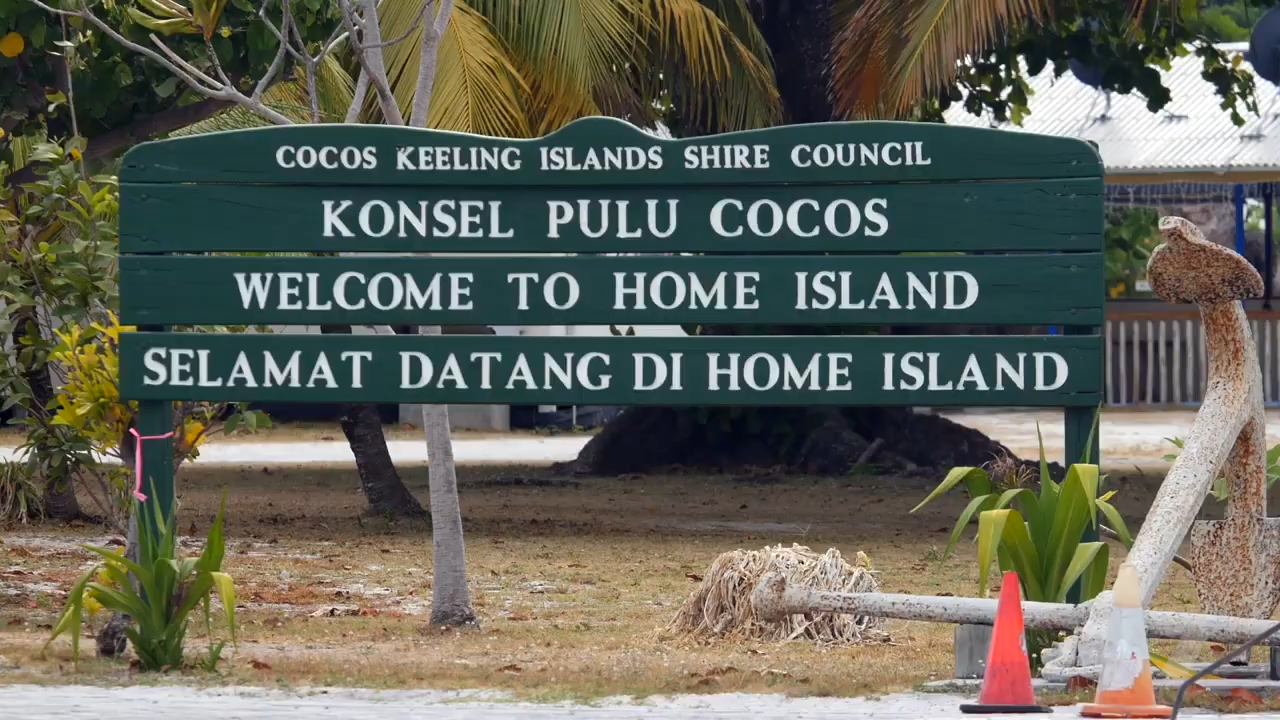 COCOS KEELING ISLANDS SHIRE COUNCIL
KONSEL PULU COCOS
WELCOME TO HOME ISLAND
SELAMAT DATANG DI HOME ISLAND